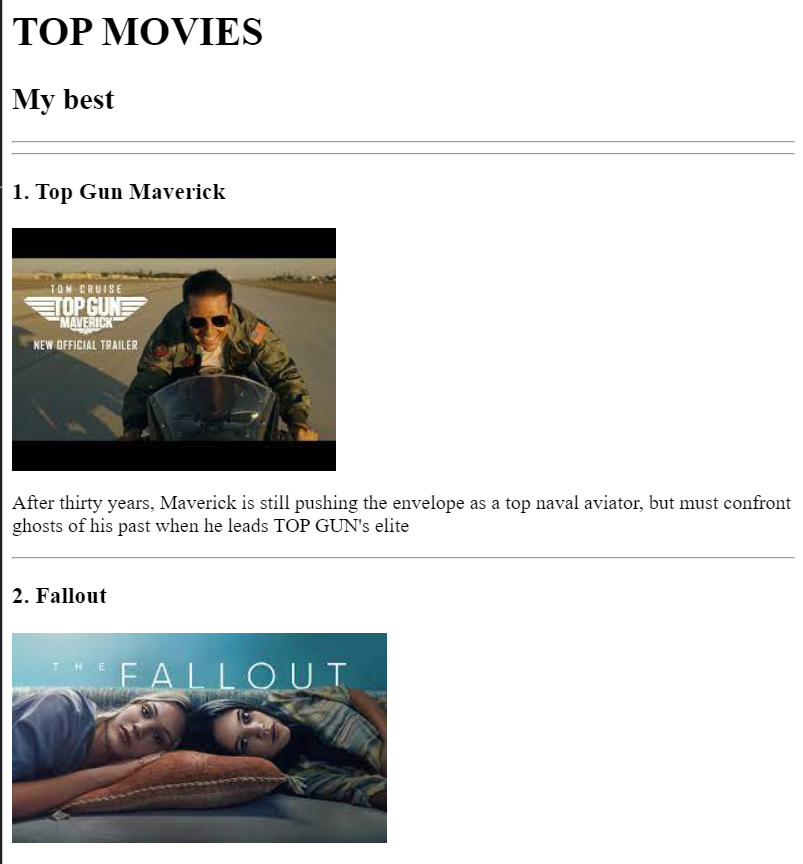 TOP MOVIES
My best
1. Top Gun Maverick
TOM CRUISE
TOP GUN
MAVERICK
NEW OFFICIAL TRAILER
After thirty years, Maverick is still pushing the envelope as a top naval aviator, but must confront
ghosts of his past when he leads TOP GUN's elite
2. Fallout
THE FALLOUT